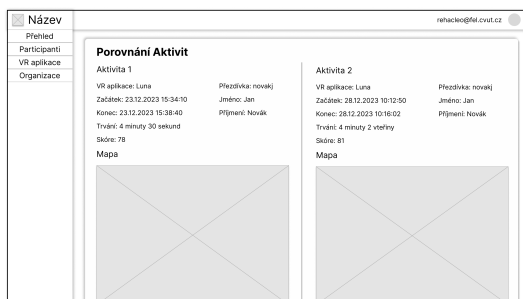 Název
rehacleo@fel.cvut.cz
Přehled
Participanti
VR aplikace
Organizace
Porovnání Aktivit
Aktivita 1
VR aplikace: Luna
Přezdívka: novakj
Začátek: 23.12.2023 15:34:10
Jméno: Jan
Konec: 23.12.2023 15:38:40
Příjmení: Novák
Trvání: 4 minuty 30 sekund
Skóre: 78
Mapa
Aktivita 2
VR aplikace: Luna
Přezdívka: novakj
Začátek: 28.12.2023 10:12:50
Jméno: Jan
Konec: 28.12.2023 10:16:02
Příjmení: Novák
Trvání: 4 minuty 2 vteřiny
Skóre: 81
Mapa